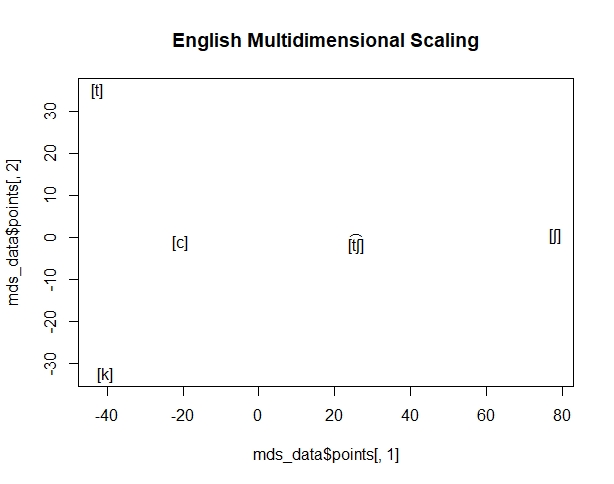 English Multidimensional Scaling
mds_data$points[, 2]
30
20
10
0
-10
-20
-30
[t]
[c]
[t͡ʃ]
[ʃ]
[k]
-40
-20
0
20
40
60
80
mds_data$points[, 1]